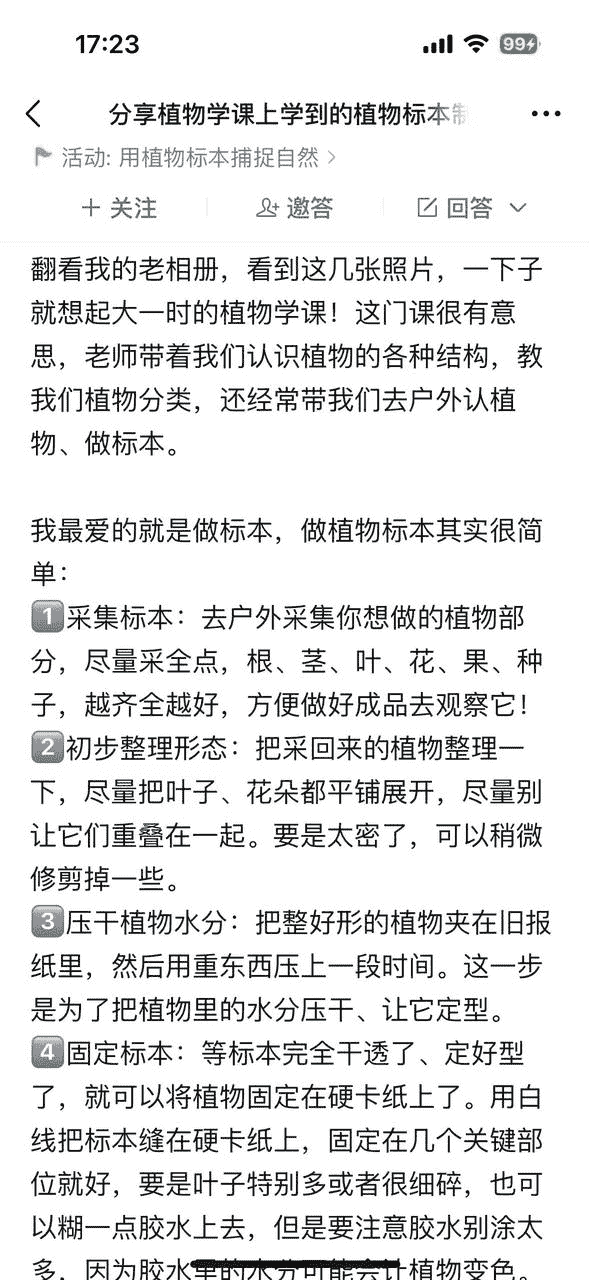 17:23
99
分享植物学课上学到的植物标本制
活动: 用植物标本捕捉自然
关注
邀答
回答
翻看我的老相册，看到这几张照片，一下子
就想起大一时的植物学课！这门课很有意
思，老师带着我们认识植物的各种结构，教
我们植物分类，还经常带我们去户外认植
物、做标本。
我最爱的就是做标本，做植物标本其实很简
单：
1采集标本：去户外采集你想做的植物部
分，尽量采全点，根、茎、叶、花、果、种
子，越齐全越好，方便做好成品去观察它！
2初步整理形态：把采回来的植物整理一
下，尽量把叶子、花朵都平铺展开，尽量别
让它们重叠在一起。要是太密了，可以稍微
修剪掉一些。
3压干植物水分：把整好形的植物夹在旧报
纸里，然后用重东西压上一段时间。这一步
是为了把植物里的水分压干、让它定型。
4固定标本：等标本完全干透了、定好型
了，就可以将植物固定在硬卡纸上了。用白
线把标本缝在硬卡纸上，固定在几个关键部
位就好，要是叶子特别多或者很细碎，也可
以糊一点胶水上去，但是要注意胶水别涂太
多，因为胶水里的水分可能会让植物变色。